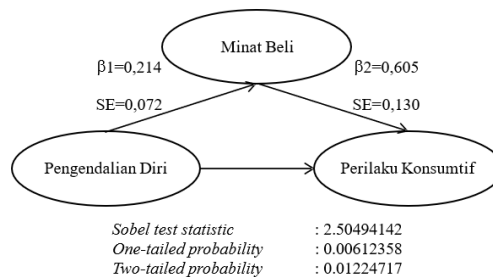 Minat Beli
β1=0,214
β2=0,605
SE=0,072
SE=0,130
Pengendalian Diri
Perilaku Konsumtif
Sobel test statistic : 2.50494142
One-tailed probability : 0.00612358
Two-tailed probability : 0.01224717